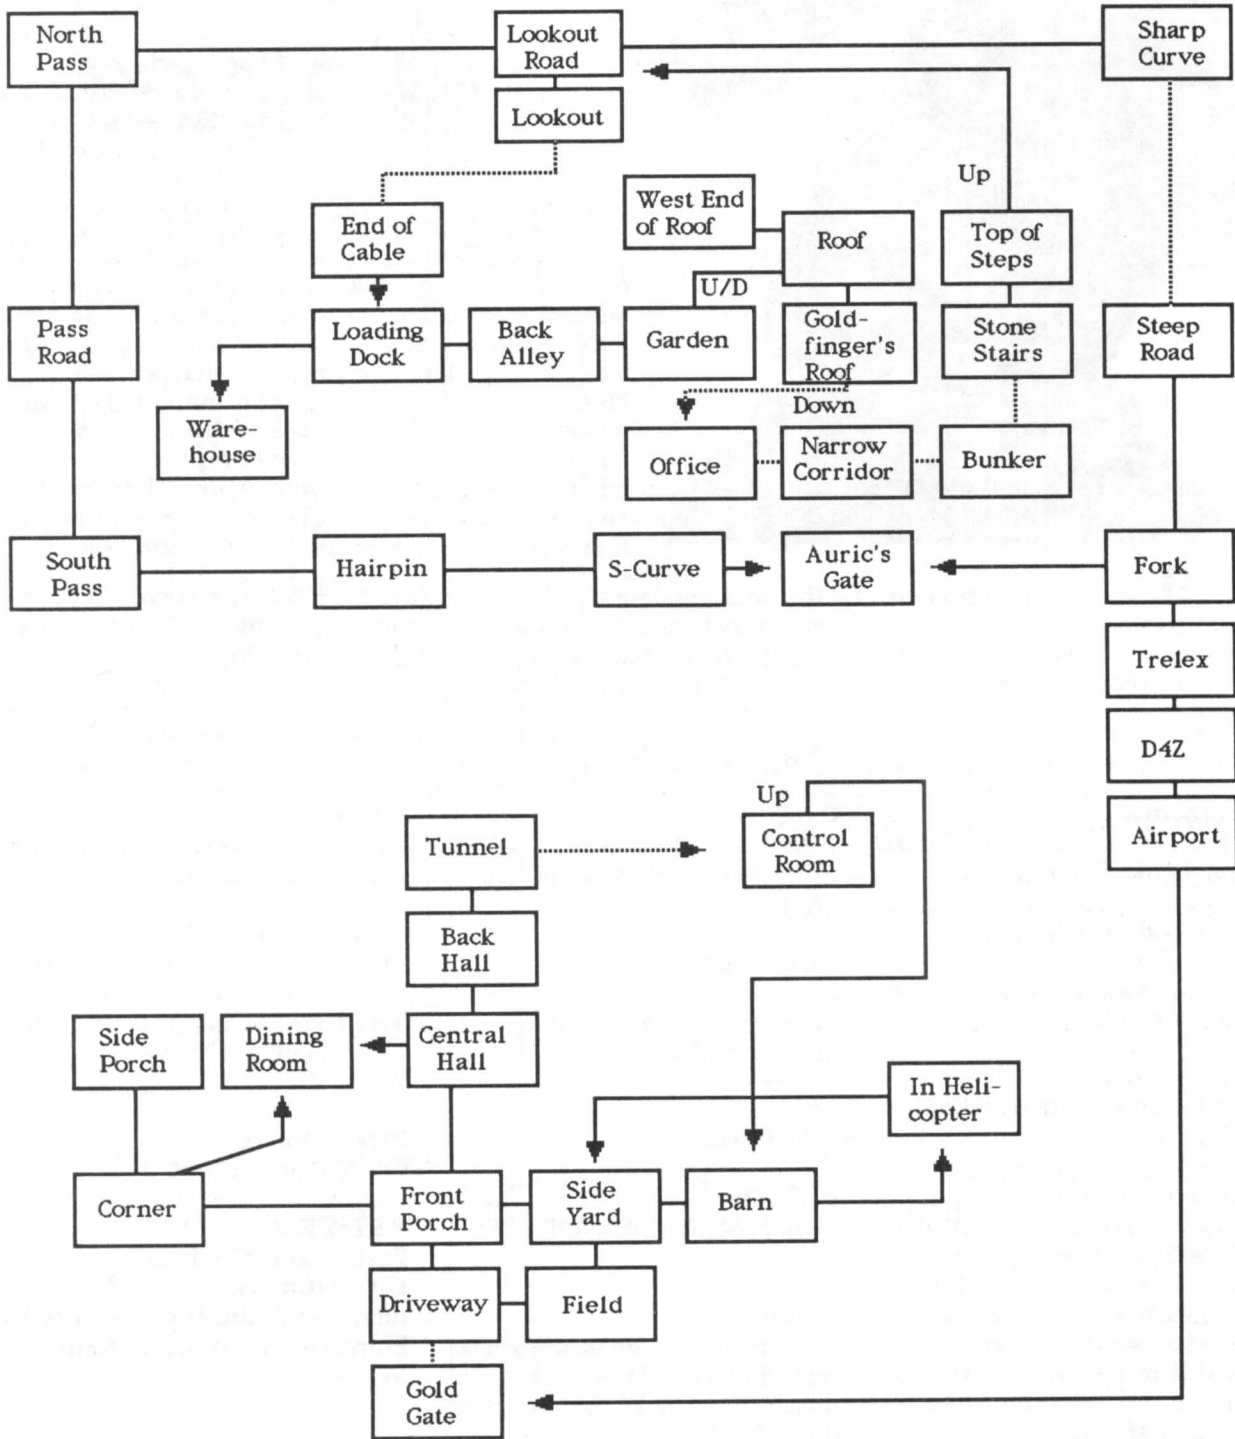 North
Pass
Lookout
Road
Sharp
Curve
Lookout
Up
End of
Cable
West End
of Roof
Roof
Top of
Steps
U/D
Pass
Road
Loading
Dock
Back
Alley
Garden
Gold-
finger's
Roof
Stone
Stairs
Steep
Road
Down
Ware-
house
Office
Narrow
Corridor
Bunker
South
Pass
Hairpin
S-Curve
Auric's
Gate
Fork
Trelex
D4Z
Up
Tunnel
Control
Room
Airport
Back
Hall
Side
Porch
Dining
Room
Central
Hall
In Heli-
copter
Corner
Front
Porch
Side
Yard
Barn
Driveway
Field
Gold
Gate